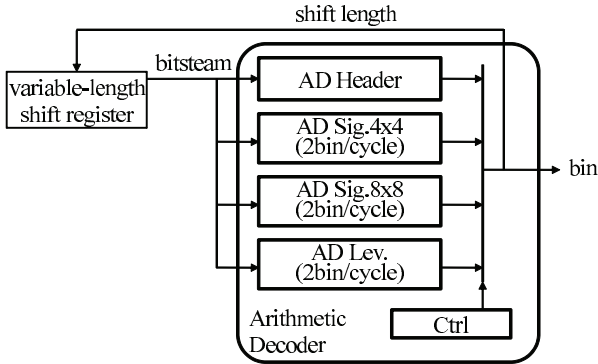 shift length
bitsteam
variable-length
shift register
AD Header
AD Sig.4x4
(2bin/cycle)
AD Sig.8x8
(2bin/cycle)
AD Lev.
(2bin/cycle)
bin
Arithmetic
Decoder
Ctrl